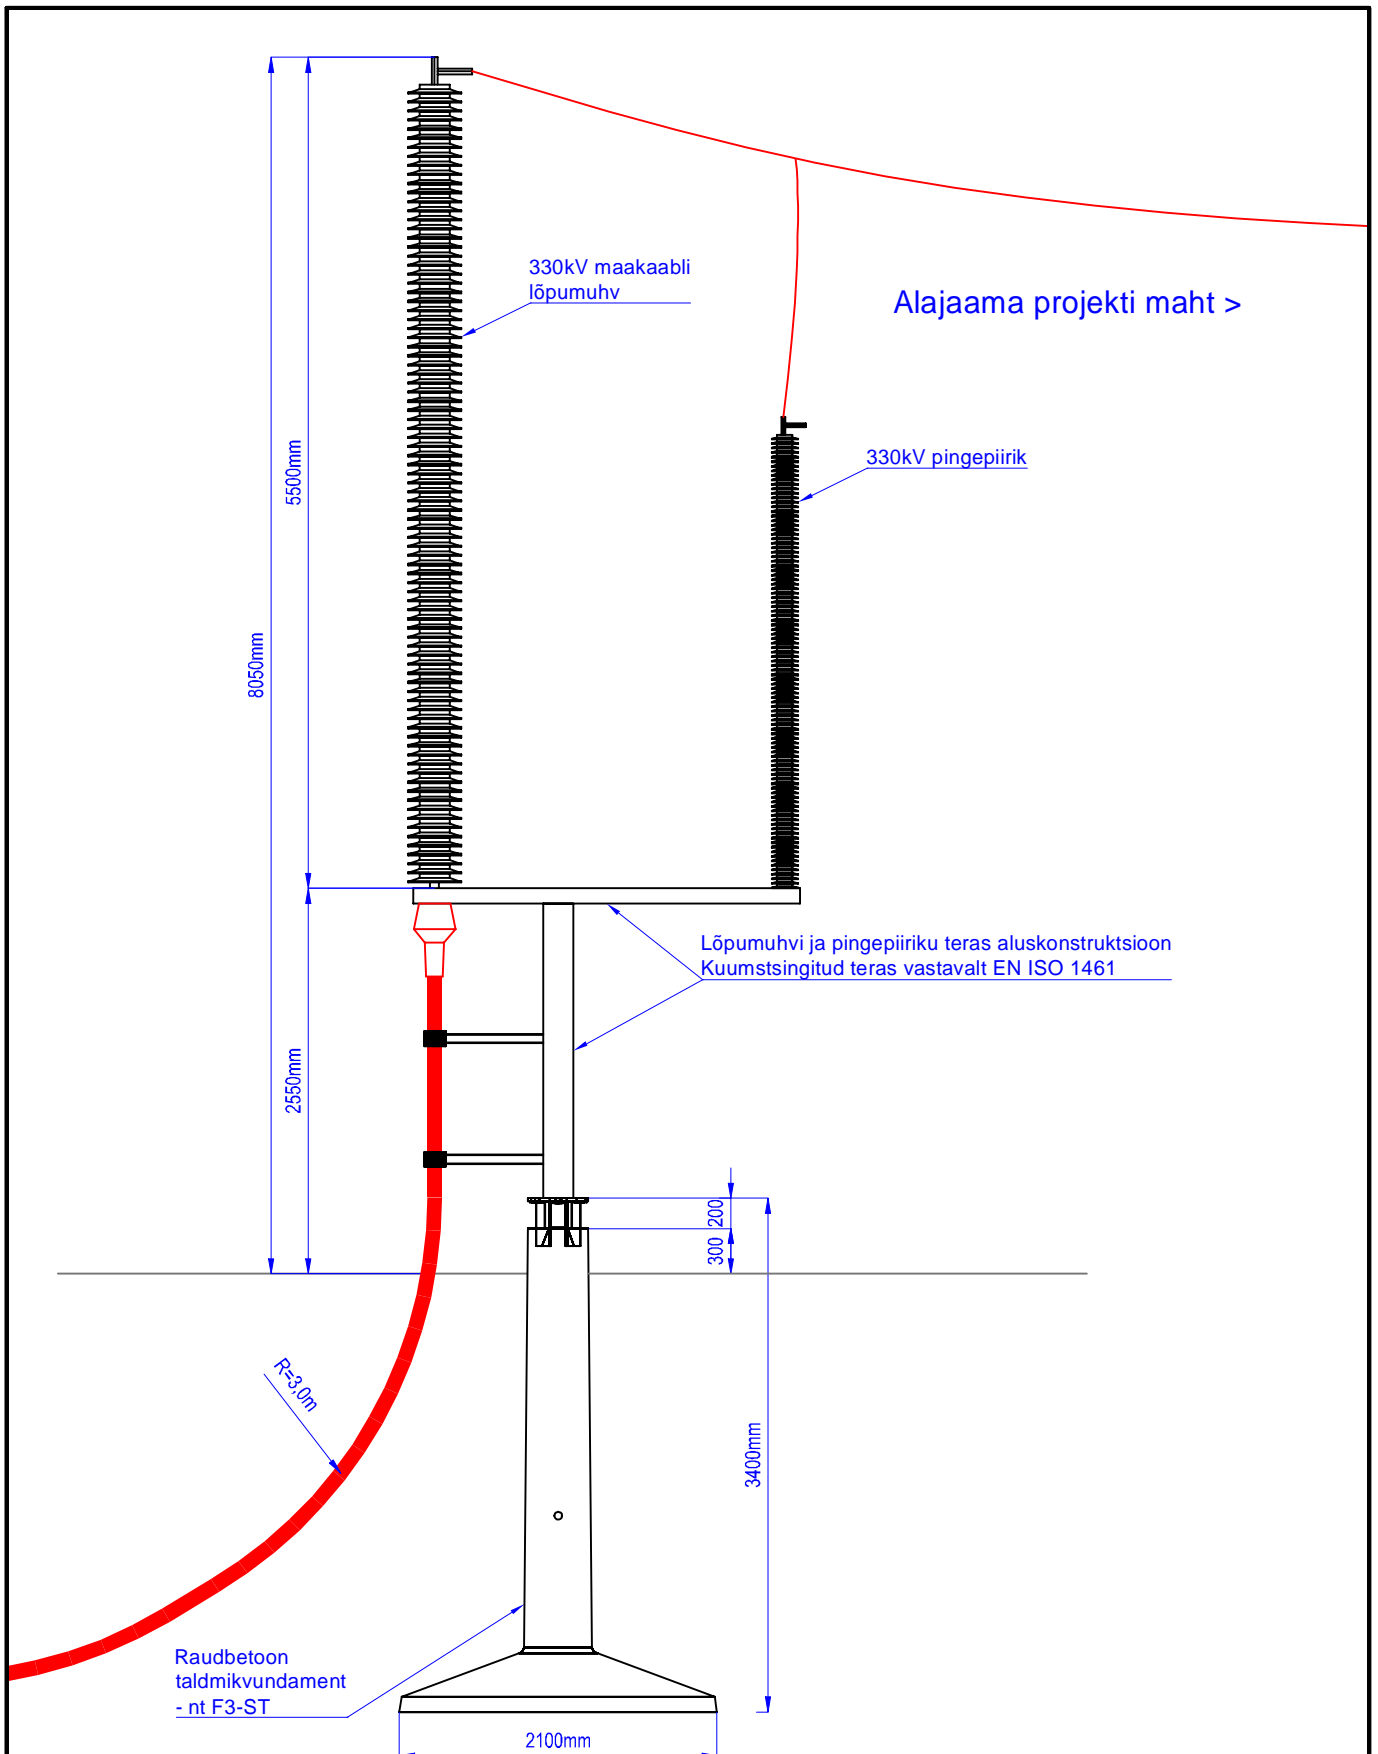 330kV maakaabli
lõpumuhv
Alajaama projekti maht >
5500mm
330kV pingepiirik
8050mm
Lõpumuhvi ja pingepiiriku teras aluskonstruktsioon
Kuumstsingitud teras vastavalt EN ISO 1461
2550mm
200
300
R=3,0m
3400mm
Raudbetoon
taldmikvundament
- nt F3-ST
2100mm